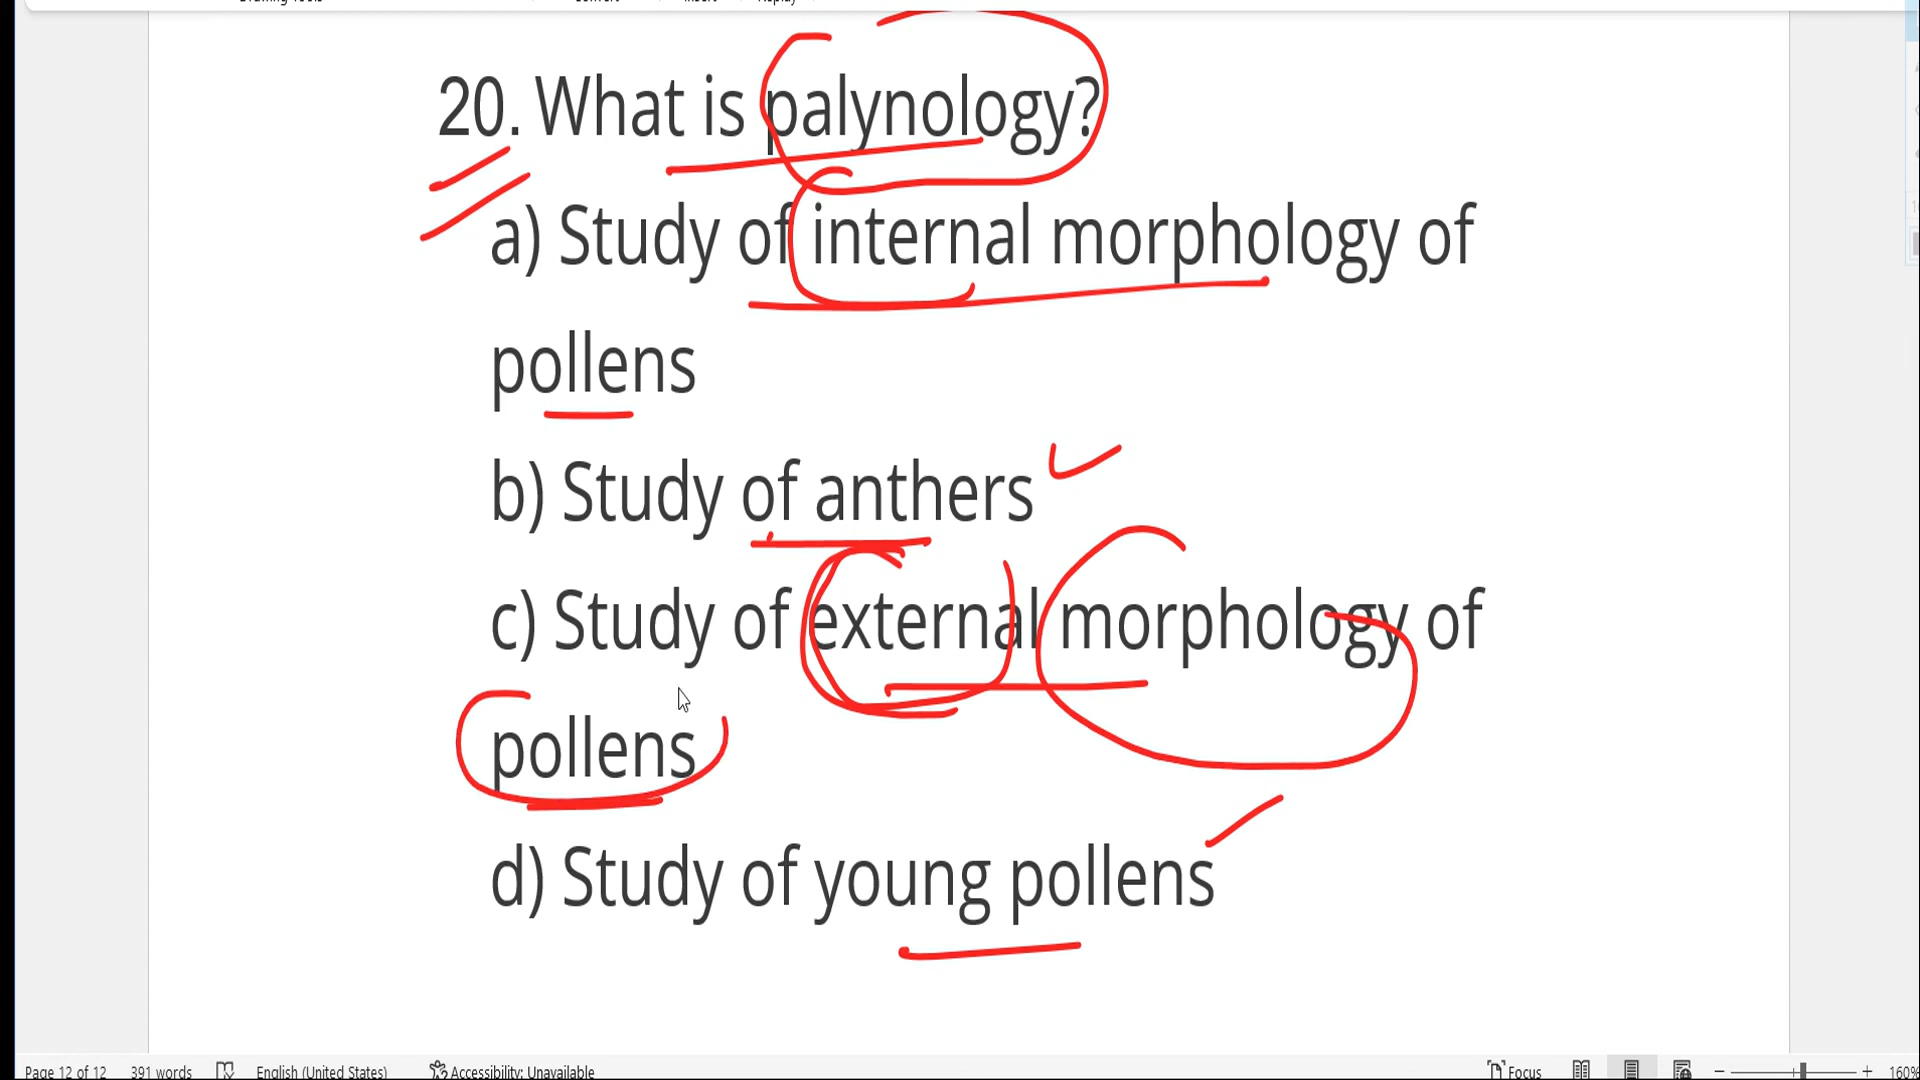 20. What is palynology?
a) Study of internal morphology of
pollens
b) Study of anthers
c) Study of external morphology of
pollens
d) Study of young pollens
Page 12 of 12 391 words English (United States) Accessibility: Unavailable Focus 160%